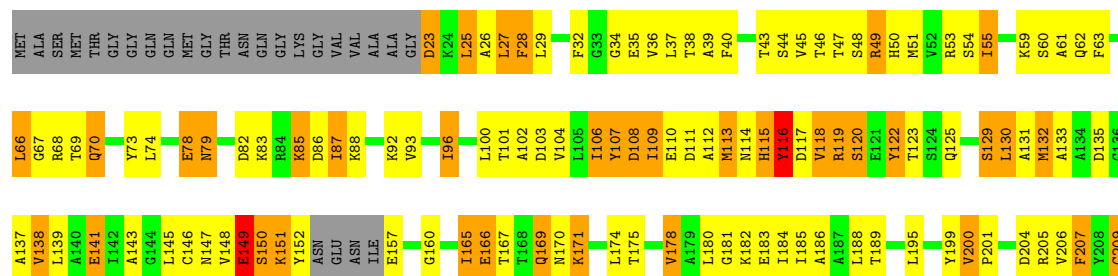 MET ALA SER MET THR GLY GLY GLN GLN MET GLY THR ASN GLN GLY LYS GLY VAL VAL ALA ALA GLY D23 K24 L25 A26 L27 F28 L29 F32 G33 G34 E35 V36 L37 T38 A39 F40 T43 S44 V45 T46 T47 S48 R49 H50 M51 V52 R53 S54 I55 K59 S60 A61 Q62 F63
L66 G67 R68 T69 Q70 Y73 L74 E78 N79 D82 K83 R84 K85 D86 I87 K88 K92 V93 I96 L100 T101 A102 D103 V104 L105 I106 Y107 D108 I109 E110 D111 A112 M113 N114 H115 Y116 D117 V118 R119 S120 E121 Y122 T123 S124 Q125 S129 L130 A131 M132 A133 A134 D135 C136
A137 V138 L139 A140 E141 I142 A143 G144 L145 C146 N147 V148 E149 S150 K151 Y152 ASN GLU ASN ILE E157 G160 I165 E166 T167 T168 Q169 N170 K171 L174 T175 V178 A179 L180 G181 K182 E183 I184 I185 A186 A187 L188 T189 L195 Y199 V200 P201 D204 R205 V206 F207 Y208